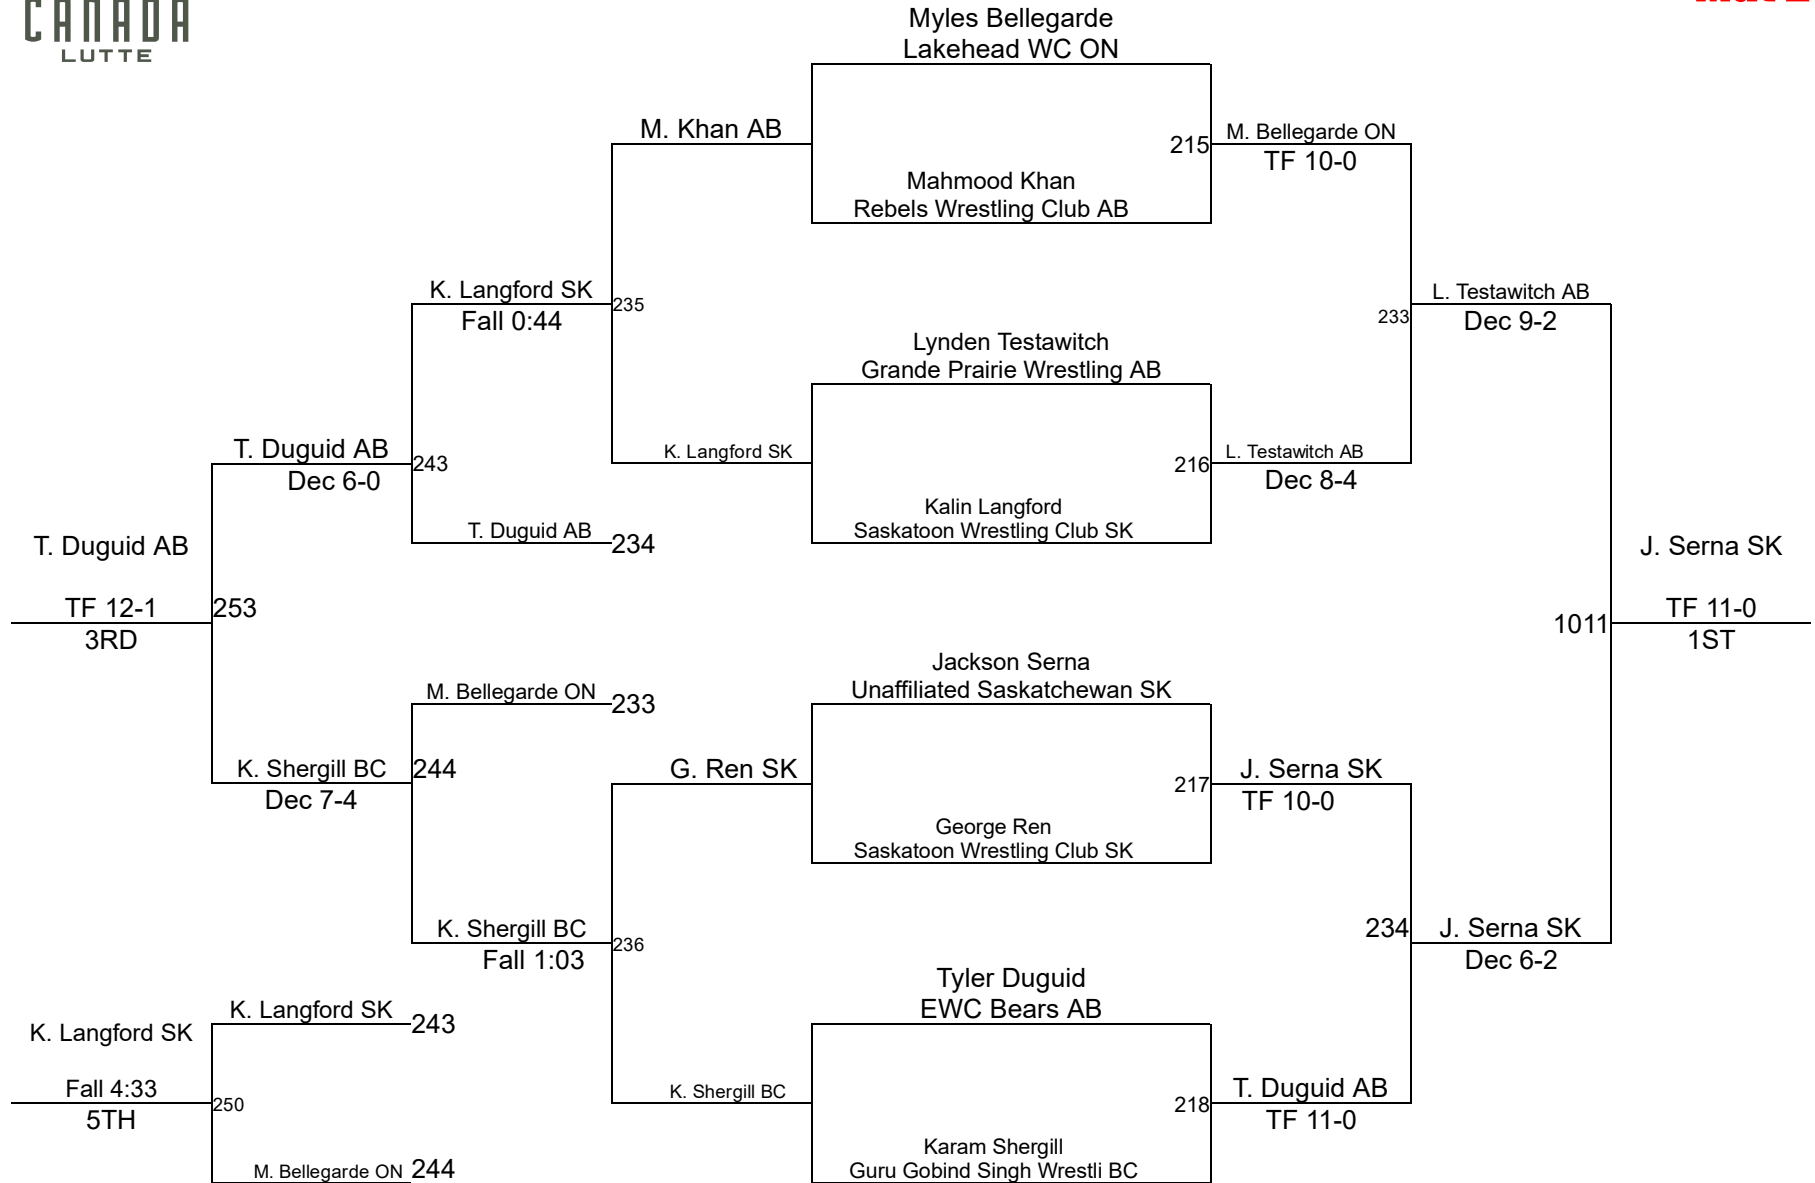 CANADA
LUTTE
Myles Bellegarde
Lakehead WC ON
M. Khan AB
215
M. Bellegarde ON
TF 10-0
Mahmood Khan
Rebels Wrestling Club AB
K. Langford SK
Fall 0:44
235
L. Testawitch AB
Dec 9-2
233
Lynden Testawitch
Grande Prairie Wrestling AB
T. Duguid AB
Dec 6-0
243
K. Langford SK
216
L. Testawitch AB
Dec 8-4
Kalin Langford
Saskatoon Wrestling Club SK
T. Duguid AB
234
T. Duguid AB
TF 12-1
3RD
253
J. Serna SK
TF 11-0
1ST
1011
Jackson Serna
Unaffiliated Saskatchewan SK
M. Bellegarde ON
233
K. Shergill BC
Dec 7-4
244
G. Ren SK
217
J. Serna SK
TF 10-0
George Ren
Saskatoon Wrestling Club SK
K. Shergill BC
Fall 1:03
236
234
J. Serna SK
Dec 6-2
Tyler Duguid
EWC Bears AB
K. Langford SK
243
K. Langford SK
Fall 4:33
5TH
250
K. Shergill BC
218
T. Duguid AB
TF 11-0
Karam Shergill
Guru Gobind Singh Wrestli BC
M. Bellegarde ON
244